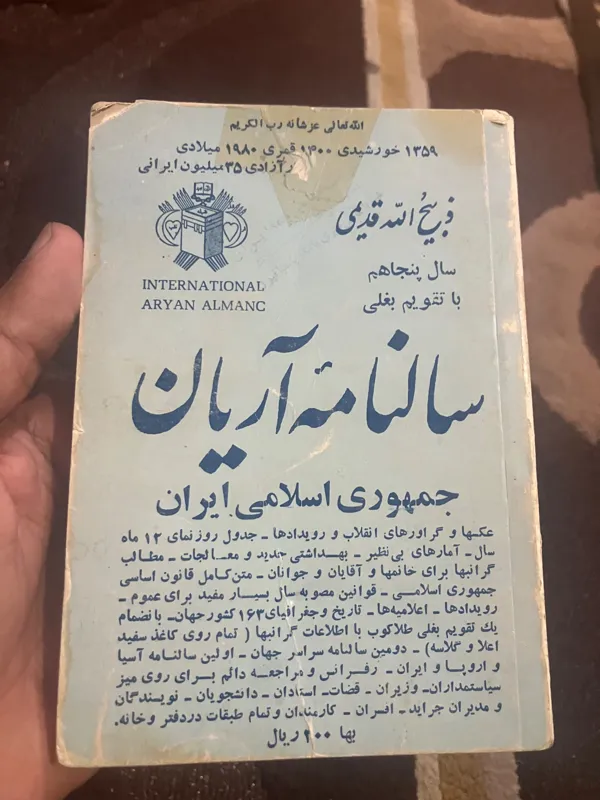 الله تعالی عزشانه رب الکریم
۱۳۵۹ خورشیدی ۱۴۰۰ قمری ۱۹۸۰ میلادی
آزادی ۳۵ میلیون ایرانی
ذبیح الله قدیمی
سال پنجاهم
با تقویم بغلی
INTERNATIONAL
ARYAN ALMANC
سالنامهٔ آریان
جمهوری اسلامی ایران
عکسها و گراورهای انقلاب و رویدادها - جدول روزنمای ۱۲ ماه
سال - آمارهای بی نظیر - بهداشتی جدید و معالجات - مطالب
گرانبها برای خانمها و آقایان و جوانان - متن کامل قانون اساسی
جمهوری اسلامی - قوانین مصوبه سال بسیار مفید برای عموم -
رویدادها - اعلامیه‌ها - تاریخ و جغرافیای ۱۶۳ کشور جهان - بانضمام
یك تقویم بغلی طلاکوب با اطلاعات گرانبها ( تمام روی کاغذ سفید
اعلا و گلاسه) - دومین سالنامه سراسر جهان - اولین سالنامه آسیا
و اروپا و ایران - رفرانس و مراجعه دائم برای روی میز
سیاستمداران - وزیران - قضات - استادان - دانشجویان - نویسندگان
و مدیران جراید - افسران - کارمندان و تمام طبقات در دفتر و خانه.
بها ریال